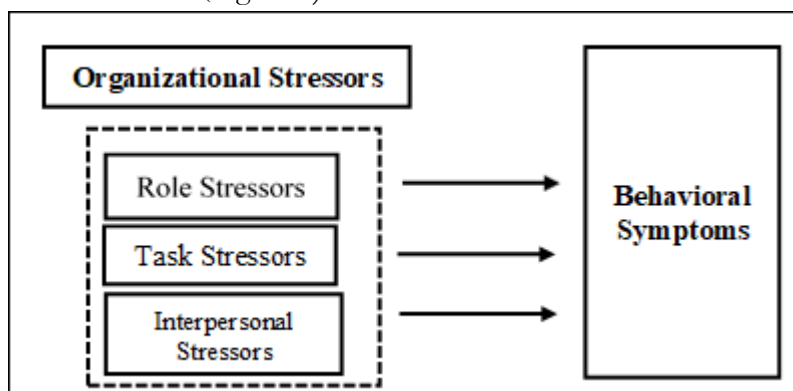 Organizational Stressors
Role Stressors
Task Stressors
Interpersonal
Stressors
Behavioral
Symptoms